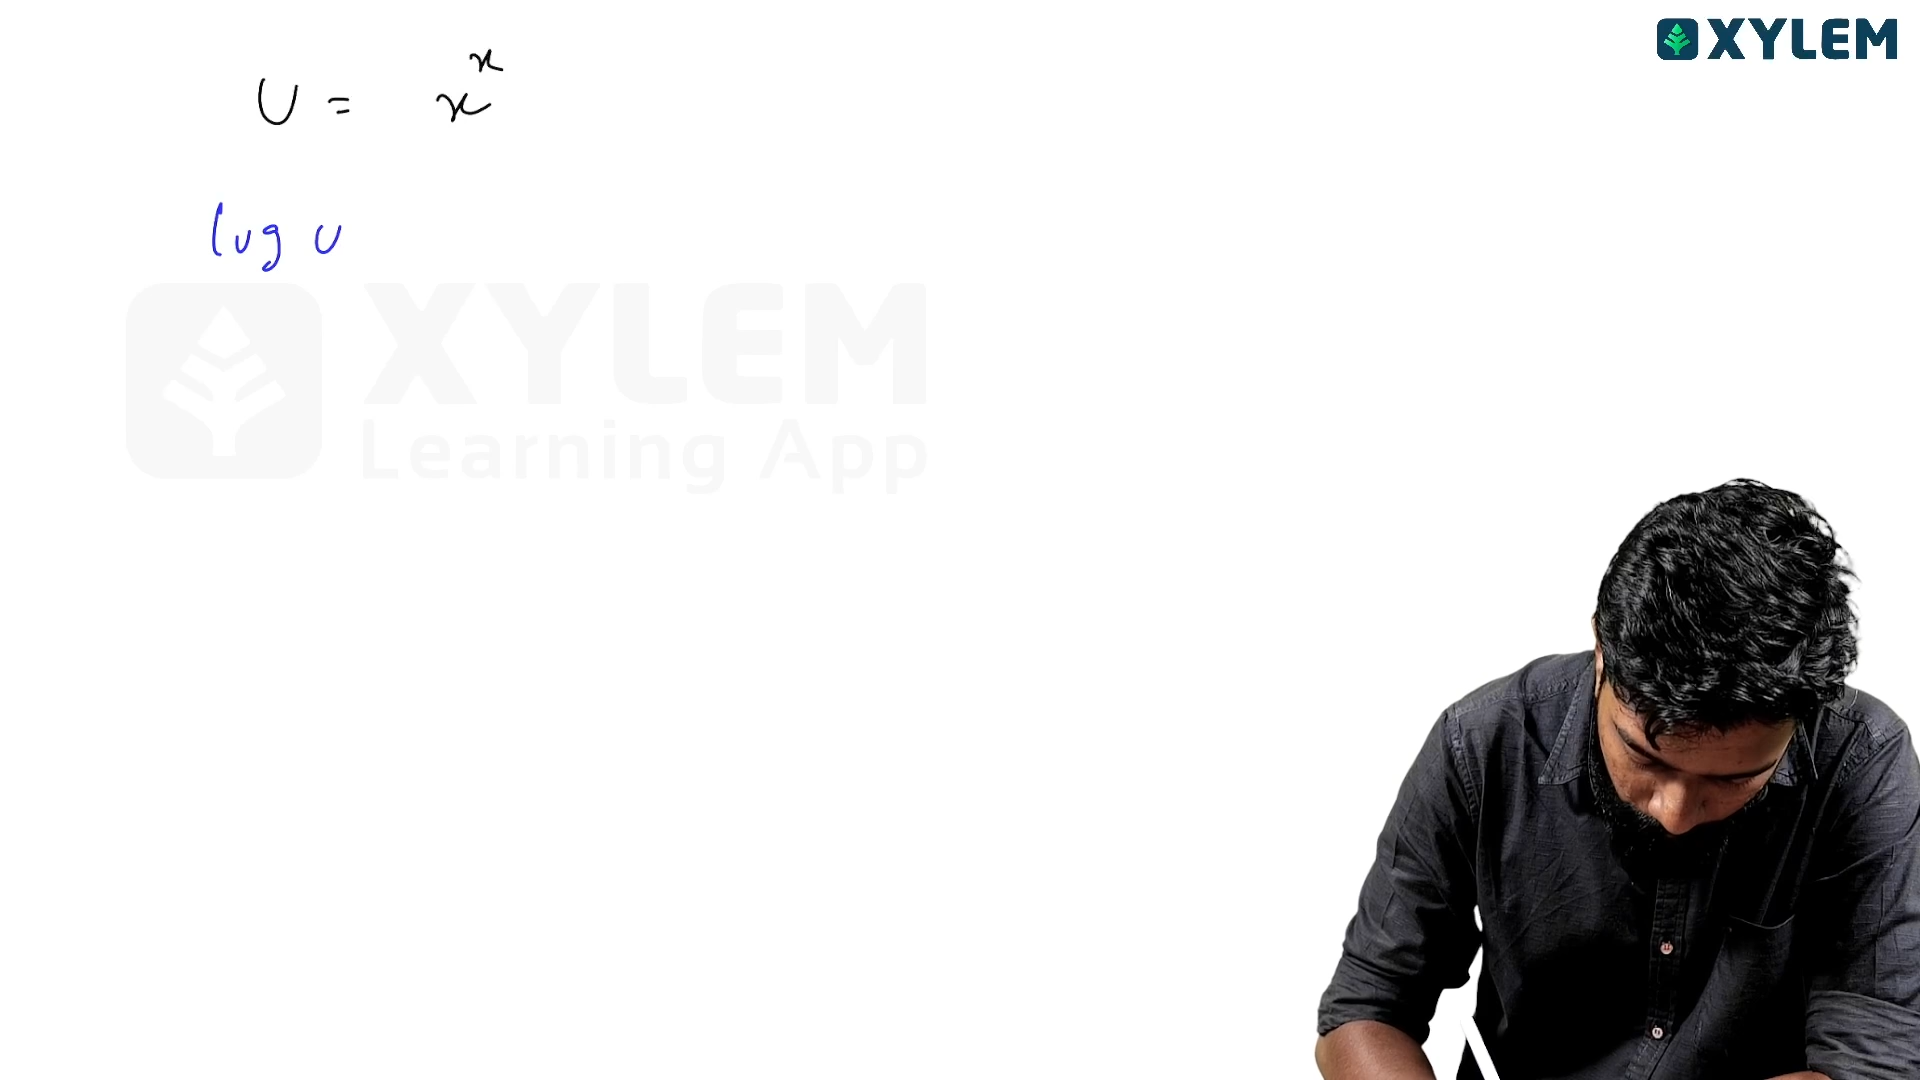 XYLEM
U = x^x
log u
XYLEM
Learning App